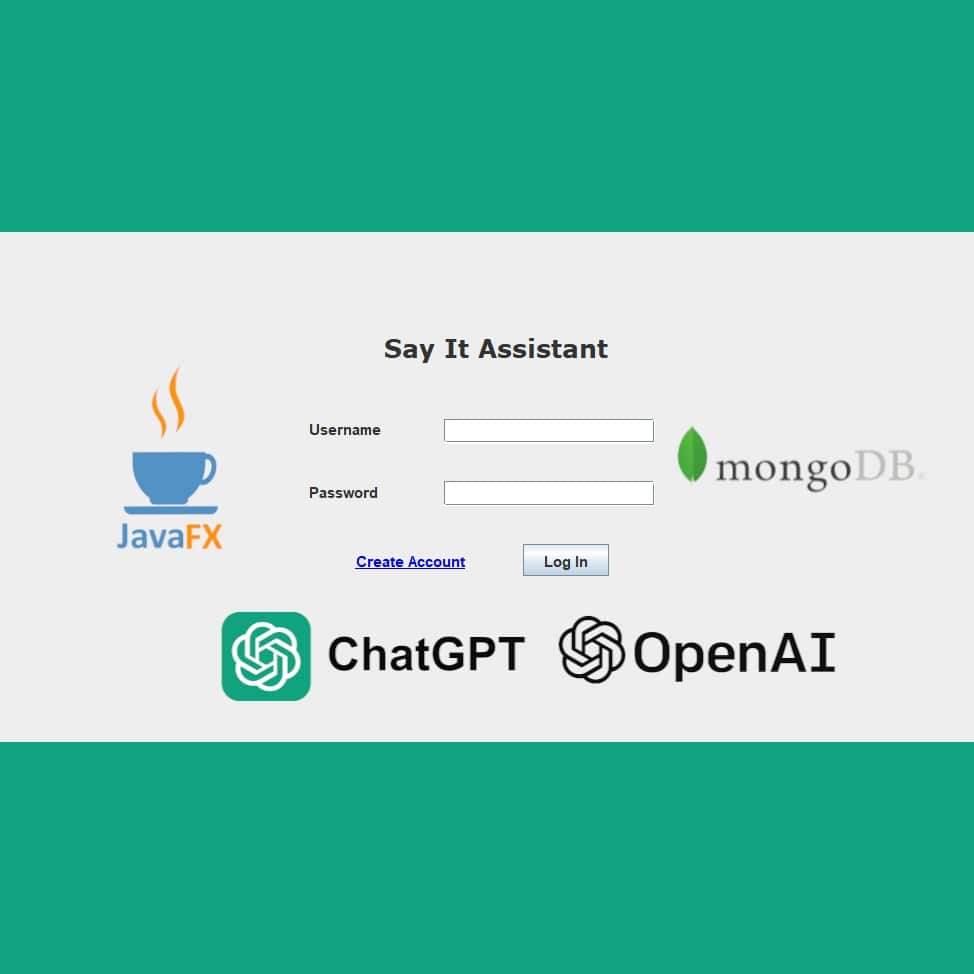 Say It Assistant
Username
mongoDB.
Password
JavaFX
Create Account
Log In
ChatGPT
OpenAI